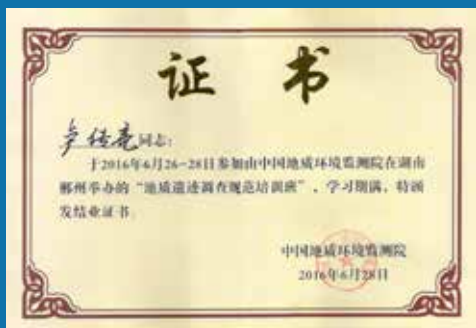 证 书
卢传亮同志:
于2016年6月26-28日参加由中国地质环境监测院在湖南
郴州举办的“地质遗迹调查规范培训班”,学习期满,特颁
发结业证书。
中国地质环境监测院
2016年6月28日